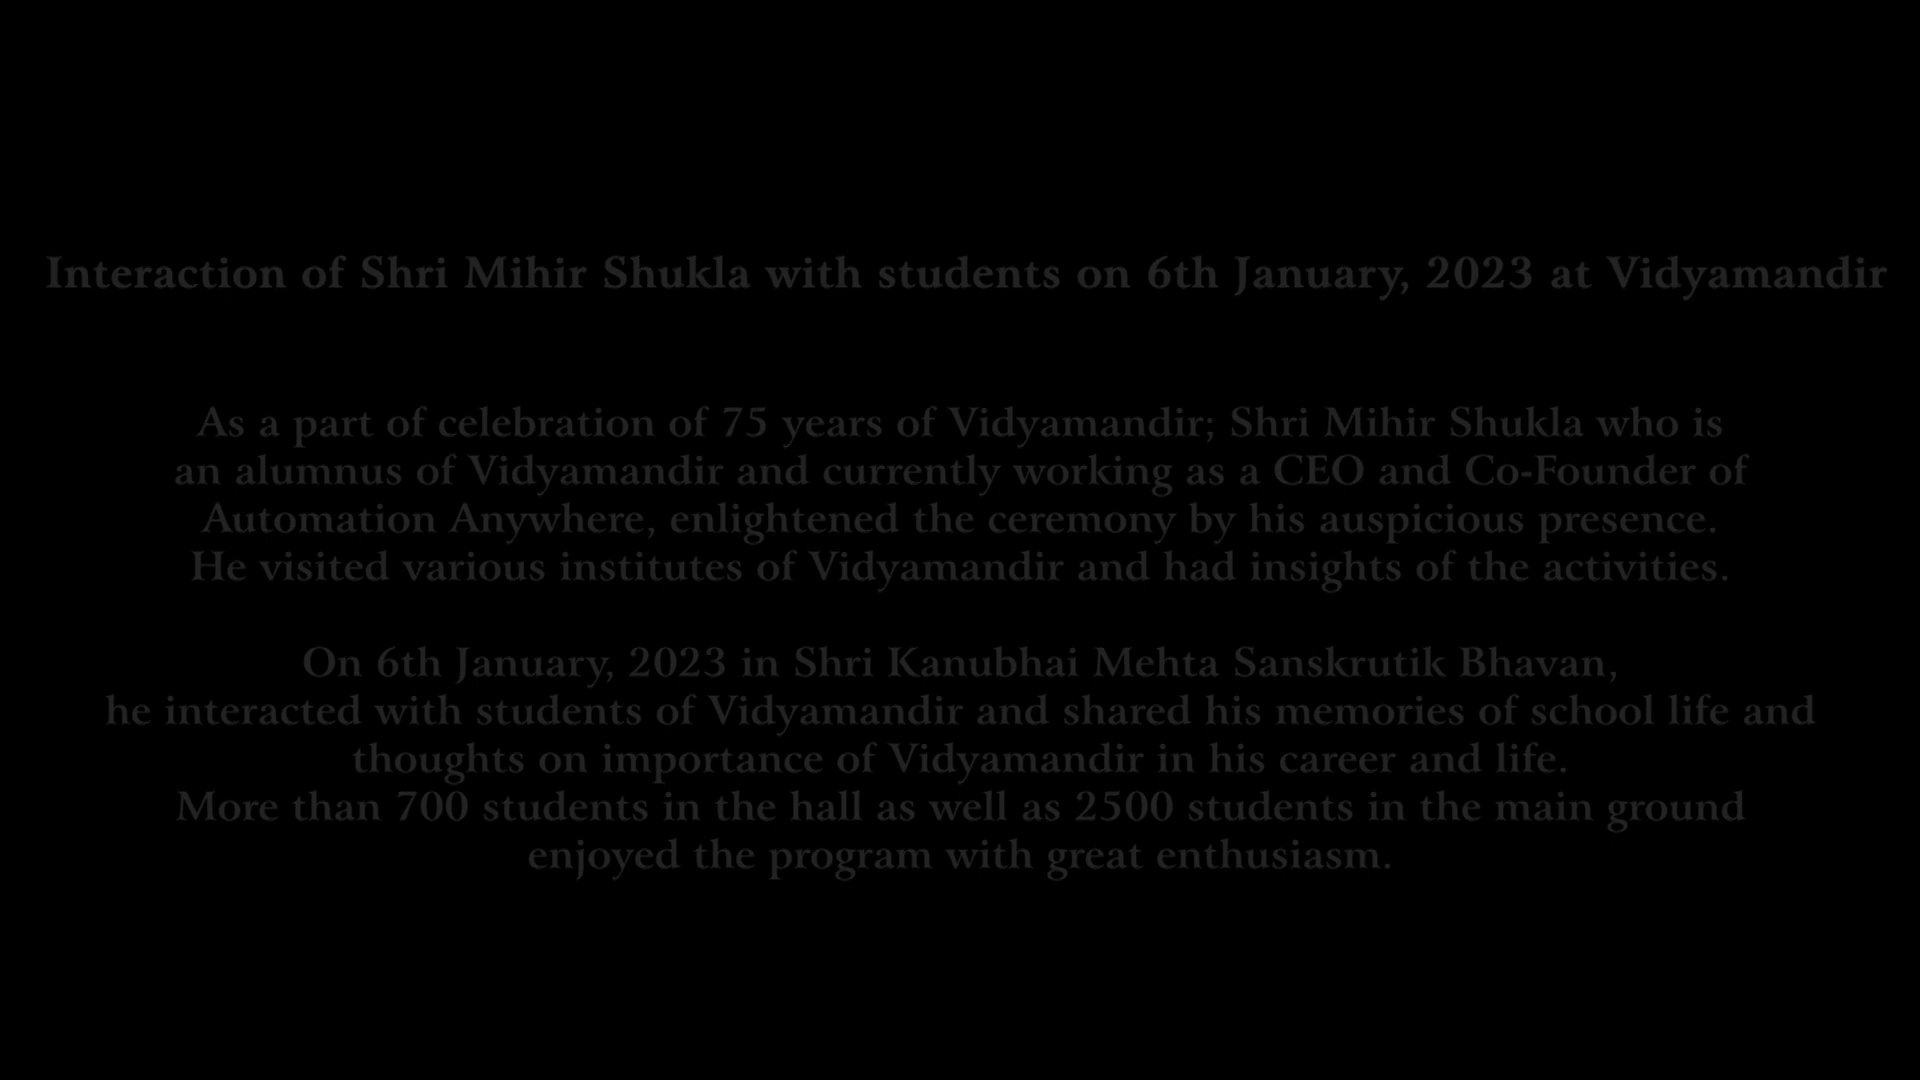 Interaction of Shri Mihir Shukla with students on 6th January, 2023 at Vidyamandir
As a part of celebration of 75 years of Vidyamandir; Shri Mihir Shukla who is
an alumnus of Vidyamandir and currently working as a CEO and Co-Founder of
Automation Anywhere, enlightened the ceremony by his auspicious presence.
He visited various institutes of Vidyamandir and had insights of the activities.
On 6th January, 2023 in Shri Kanubhai Mehta Sanskrutik Bhavan,
he interacted with students of Vidyamandir and shared his memories of school life and
thoughts on importance of Vidyamandir in his career and life.
More than 700 students in the hall as well as 2500 students in the main ground
enjoyed the program with great enthusiasm.